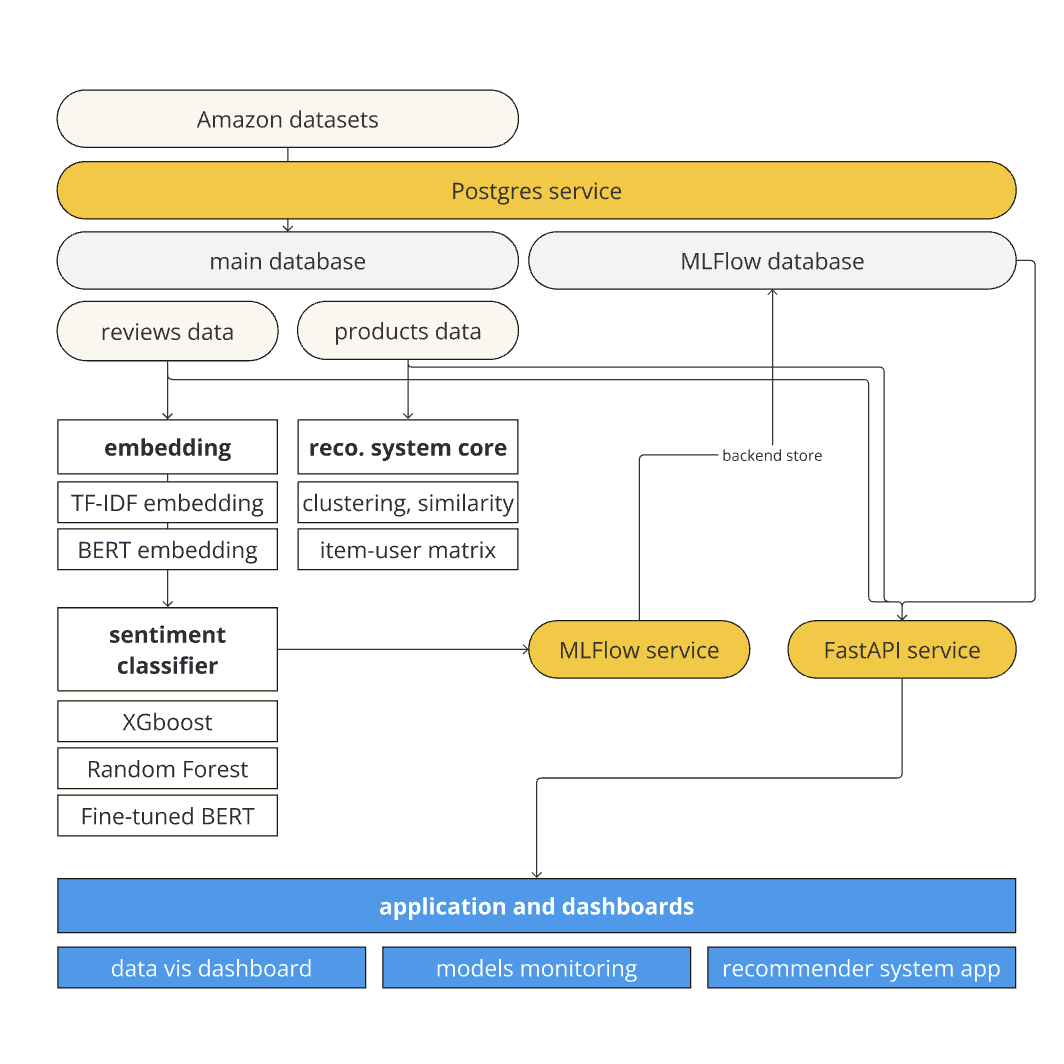 Amazon datasets
Postgres service
main database
MLFlow database
reviews data
products data
embedding
reco. system core
backend store
TF-IDF embedding
clustering, similarity
BERT embedding
item-user matrix
sentiment
classifier
MLFlow service
FastAPI service
XGboost
Random Forest
Fine-tuned BERT
application and dashboards
data vis dashboard
models monitoring
recommender system app